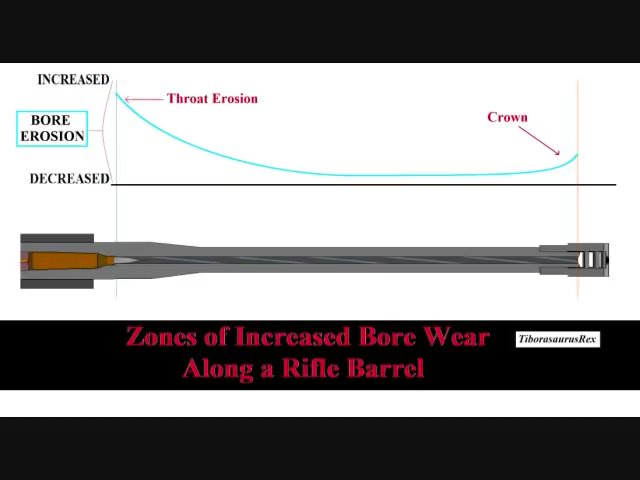 INCREASED
Throat Erosion
BORE
EROSION
Crown
DECREASED
Zones of Increased Bore Wear
Along a Rifle Barrel
TiborasaurusRex